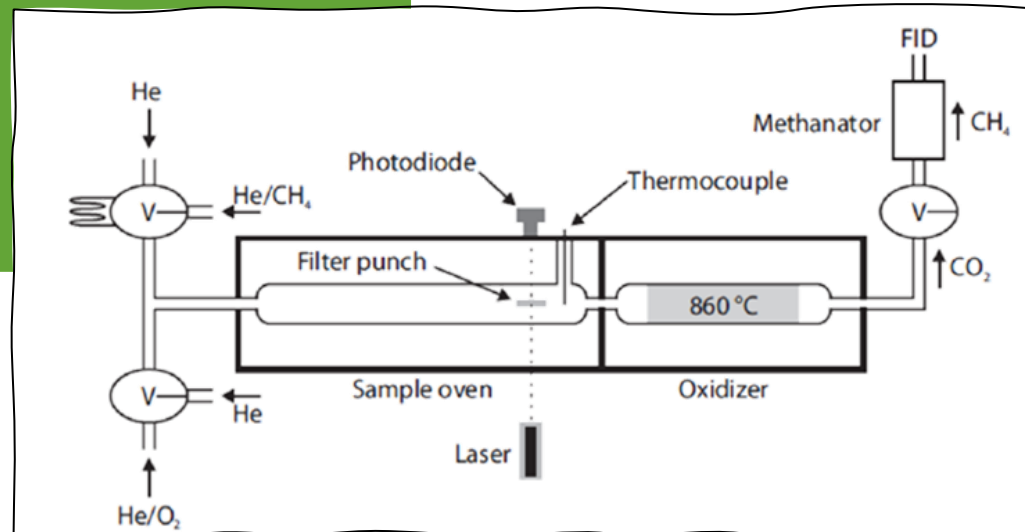 FID
He
Methanator
CH₄
Photodiode
Thermocouple
He/CH₄
V
V
Filter punch
CO₂
860 °C
Sample oven
Oxidizer
V
He
Laser
He/O₂